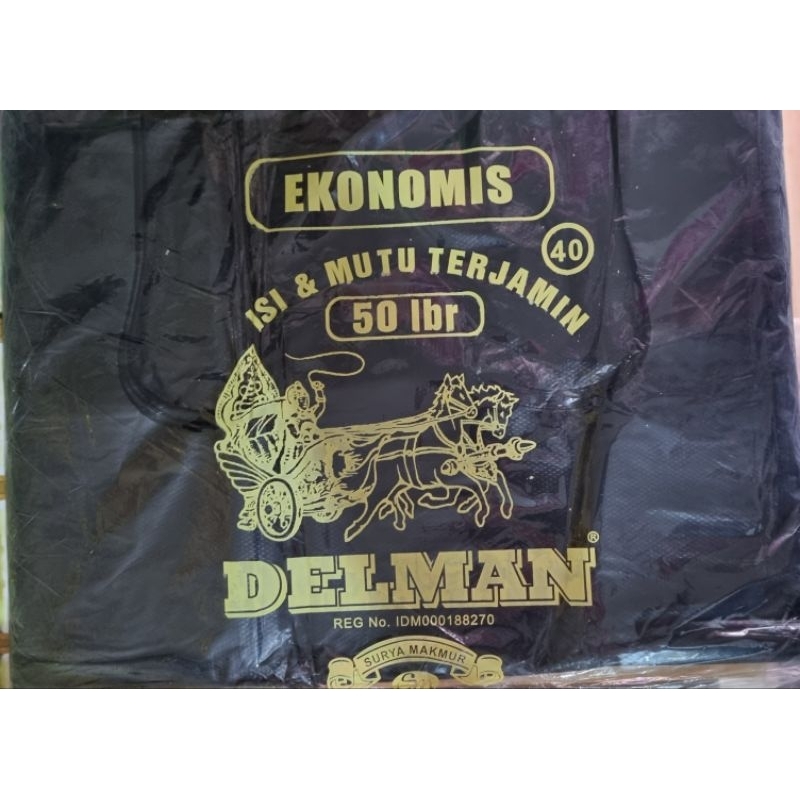 EKONOMIS
40
ISI & MUTU TERJAMIN
50 lbr
DELMAN®
REG No. IDM000188270
SURYA MAKMUR